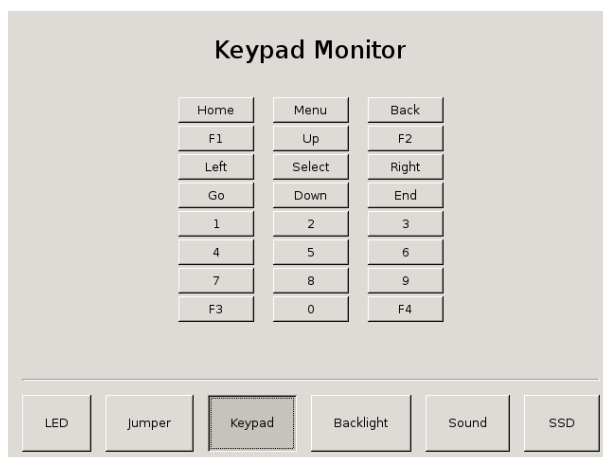 Keypad Monitor
Home Menu Back
F1 Up F2
Left Select Right
Go Down End
1 2 3
4 5 6
7 8 9
F3 0 F4
LED Jumper Keypad Backlight Sound SSD